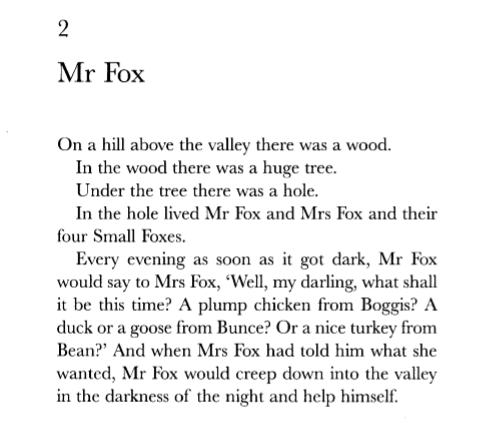 2
Mr Fox
On a hill above the valley there was a wood.
In the wood there was a huge tree.
Under the tree there was a hole.
In the hole lived Mr Fox and Mrs Fox and their
four Small Foxes.
Every evening as soon as it got dark, Mr Fox
would say to Mrs Fox, ‘Well, my darling, what shall
it be this time? A plump chicken from Boggis? A
duck or a goose from Bunce? Or a nice turkey from
Bean?’ And when Mrs Fox had told him what she
wanted, Mr Fox would creep down into the valley
in the darkness of the night and help himself.